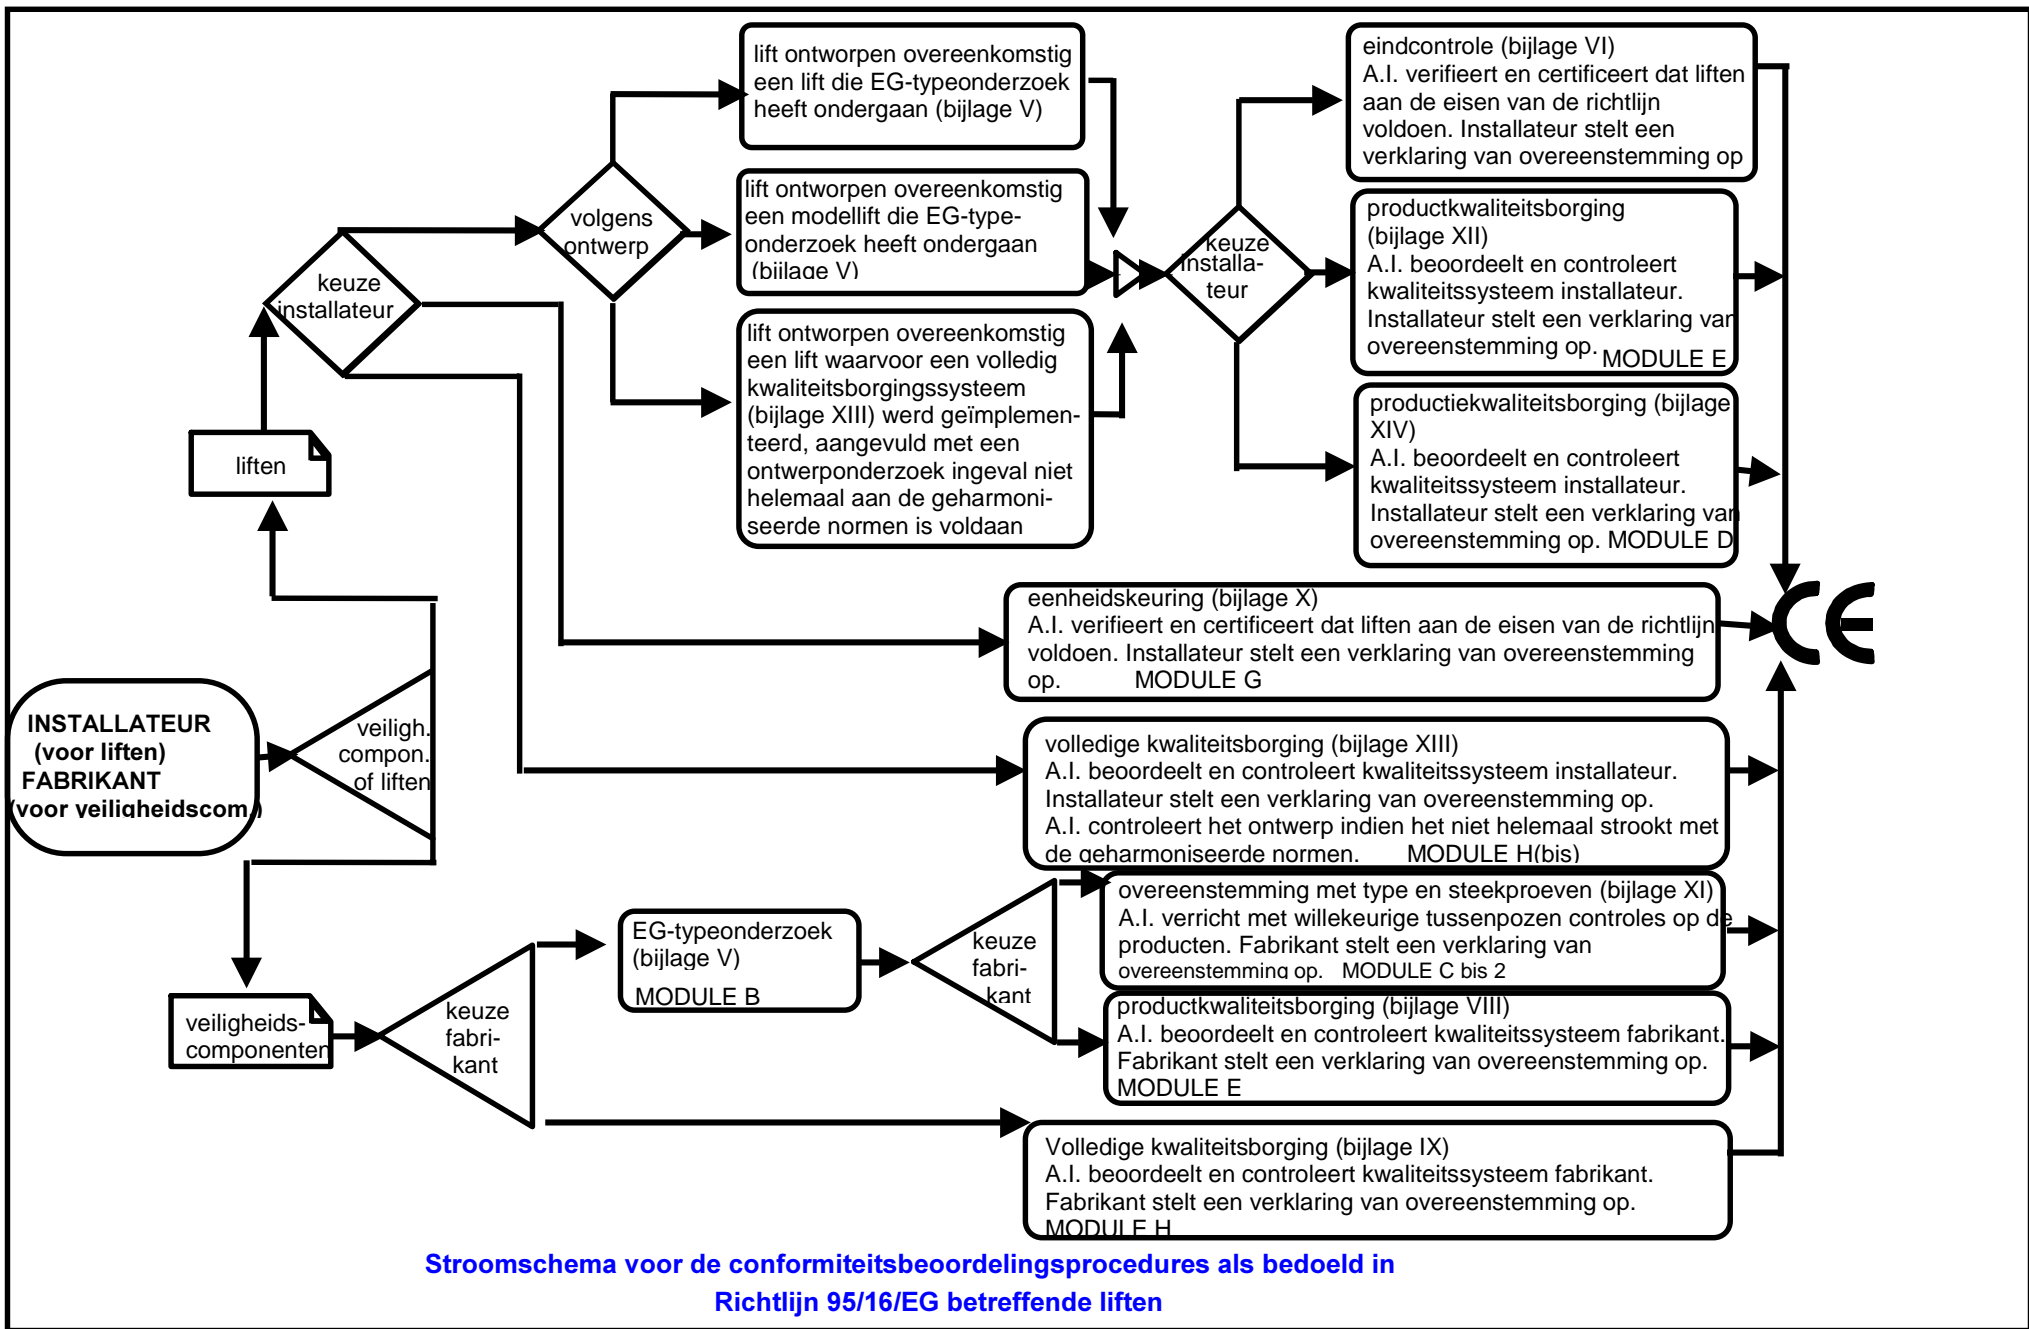 lift ontworpen overeenkomstig
een lift die EG-typeonderzoek
heeft ondergaan (bijlage V)
eindcontrole (bijlage VI)
A.I. verifieert en certificeert dat liften
aan de eisen van de richtlijn
voldoen. Installateur stelt een
verklaring van overeenstemming op
volgens
ontwerp
lift ontworpen overeenkomstig
een modellift die EG-type-
onderzoek heeft ondergaan
(bijlage V)
keuze
installa-
teur
productkwaliteitsborging
(bijlage XII)
A.I. beoordeelt en controleert
kwaliteitssysteem installateur.
Installateur stelt een verklaring van
overeenstemming op. MODULE E
keuze
installateur
lift ontworpen overeenkomstig
een lift waarvoor een volledig
kwaliteitsborgingssysteem
(bijlage XIII) werd geïmplemen-
teerd, aangevuld met een
ontwerponderzoek ingeval niet
helemaal aan de geharmoni-
seerde normen is voldaan
productiekwaliteitsborging (bijlage
XIV)
A.I. beoordeelt en controleert
kwaliteitssysteem installateur.
Installateur stelt een verklaring van
overeenstemming op. MODULE D
liften
eenheidskeuring (bijlage X)
A.I. verifieert en certificeert dat liften aan de eisen van de richtlijn
voldoen. Installateur stelt een verklaring van overeenstemming
op. MODULE G
CE
INSTALLATEUR
(voor liften)
FABRIKANT
(voor veiligheidscom.)
veiligh.
compon.
of liften
volledige kwaliteitsborging (bijlage XIII)
A.I. beoordeelt en controleert kwaliteitssysteem installateur.
Installateur stelt een verklaring van overeenstemming op.
A.I. controleert het ontwerp indien het niet helemaal strookt met
de geharmoniseerde normen. MODULE H(bis)
EG-typeonderzoek
(bijlage V)
MODULE B
keuze
fabri-
kant
overeenstemming met type en steekproeven (bijlage XI)
A.I. verricht met willekeurige tussenpozen controles op de
producten. Fabrikant stelt een verklaring van
overeenstemming op. MODULE C bis 2
veiligheids-
componenten
keuze
fabri-
kant
productkwaliteitsborging (bijlage VIII)
A.I. beoordeelt en controleert kwaliteitssysteem fabrikant.
Fabrikant stelt een verklaring van overeenstemming op.
MODULE E
Volledige kwaliteitsborging (bijlage IX)
A.I. beoordeelt en controleert kwaliteitssysteem fabrikant.
Fabrikant stelt een verklaring van overeenstemming op.
MODULE H
Stroomschema voor de conformiteitsbeoordelingsprocedures als bedoeld in
Richtlijn 95/16/EG betreffende liften